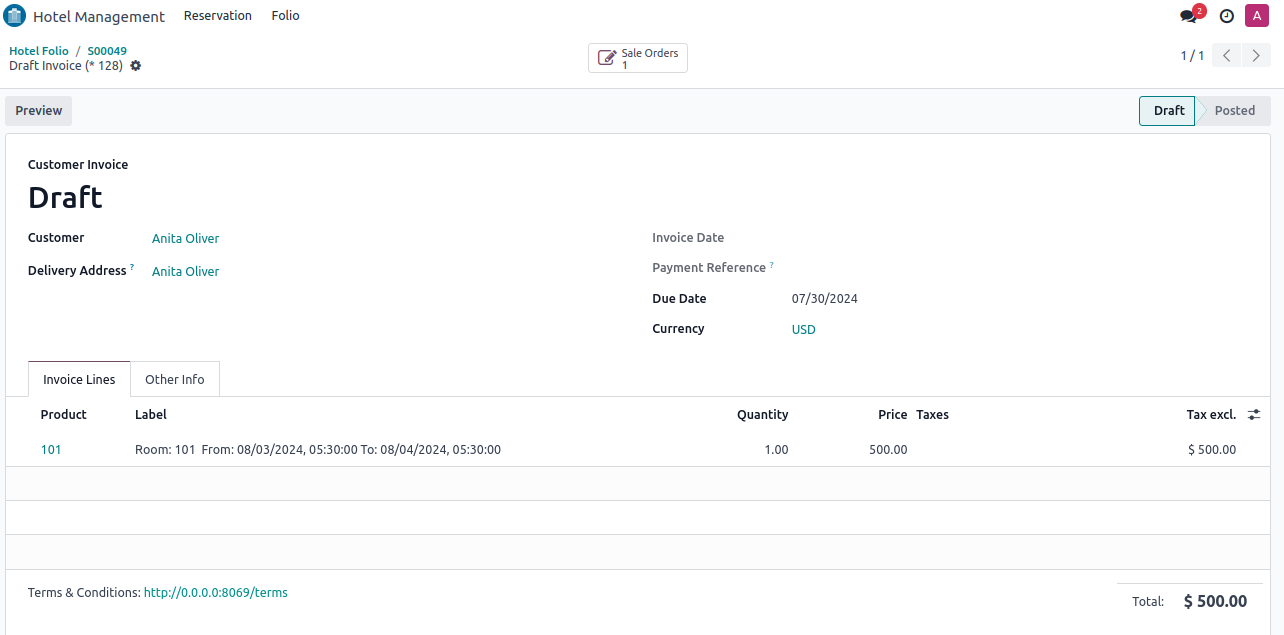 Hotel Management Reservation Folio 2 A
Hotel Folio / S00049
Draft Invoice (* 128)
Sale Orders
1
1 / 1
Preview Draft Posted
Customer Invoice
Draft
Customer Anita Oliver Invoice Date
Delivery Address ? Anita Oliver Payment Reference ?
Due Date 07/30/2024
Currency USD
Invoice Lines Other Info
Product Label Quantity Price Taxes Tax excl.
101 Room: 101 From: 08/03/2024, 05:30:00 To: 08/04/2024, 05:30:00 1.00 500.00 $ 500.00
Terms & Conditions: http://0.0.0.0:8069/terms
Total: $ 500.00